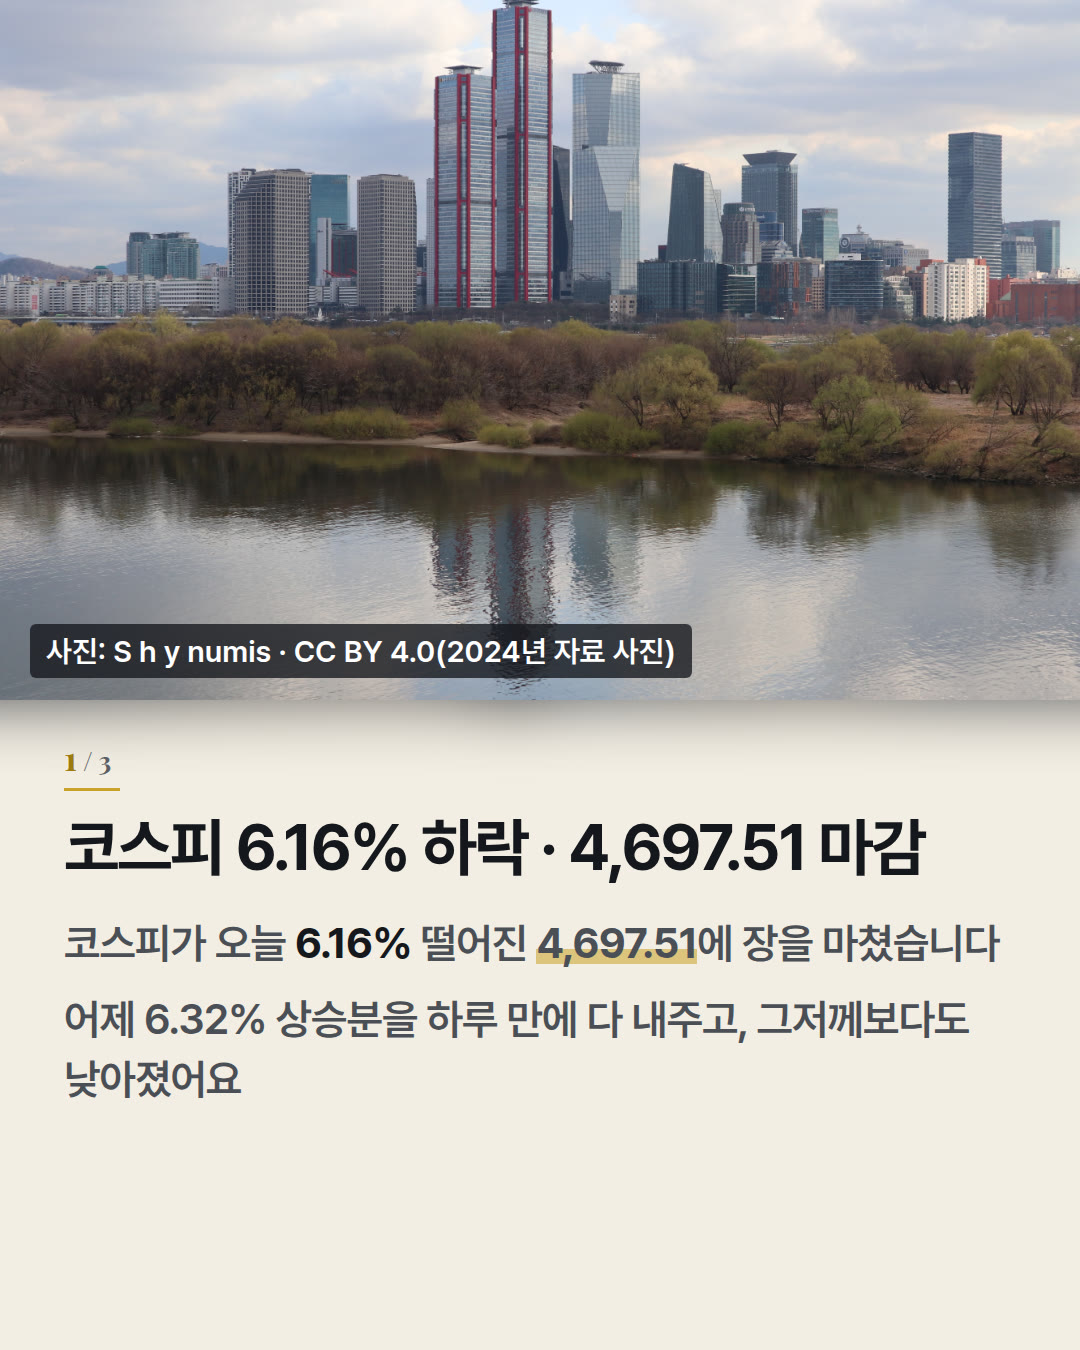 사진: S h y numis · CC BY 4.0(2024년 자료 사진)
1 / 3
코스피 6.16% 하락 · 4,697.51 마감
코스피가 오늘 6.16% 떨어진 4,697.51에 장을 마쳤습니다
어제 6.32% 상승분을 하루 만에 다 내주고, 그저께보다도
낮아졌어요